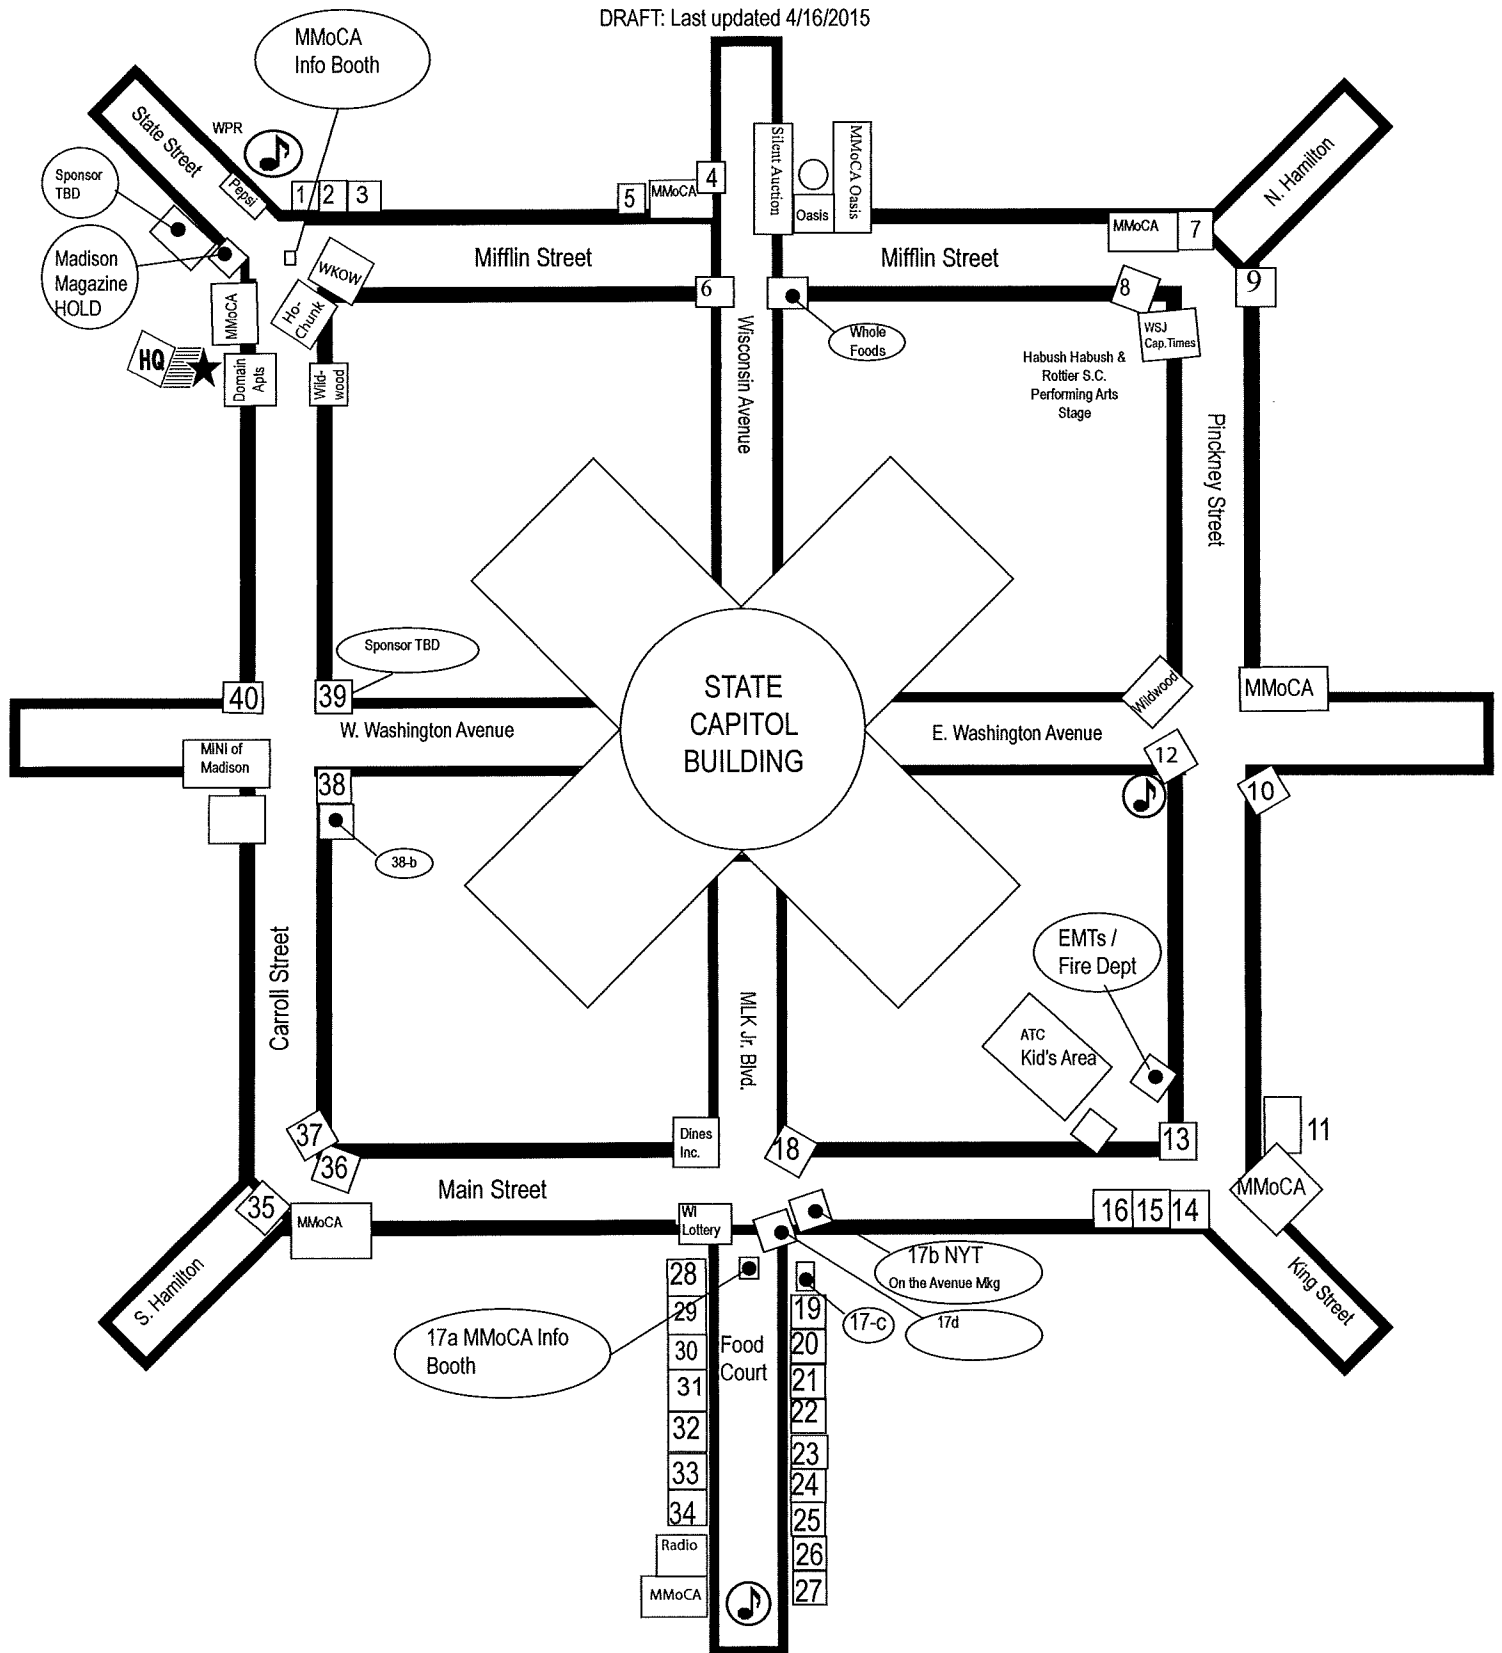 DRAFT: Last updated 4/16/2015
MMoCA
Info Booth
State Street
WPR
Pepsi
Sponsor
TBD
Madison
Magazine
HOLD
1
2
3
5
MMoCA
4
Silent Auction
Oasis
MMoCA Oasis
MMoCA
7
N. Hamilton
Mifflin Street
Mifflin Street
WKOW
Ho-
Chunk
MMoCA
HQ
Domain
Apts
Wild-
wood
6
Whole
Foods
8
9
WSJ
Cap.Times
Habush Habush &
Rottier S.C.
Performing Arts
Stage
Wisconsin Avenue
Pinckney Street
Sponsor TBD
40
39
W. Washington Avenue
STATE
CAPITOL
BUILDING
E. Washington Avenue
Wildwood
MMoCA
MINI of
Madison
38
12
10
38-b
Carroll Street
MLK Jr. Blvd.
EMTs /
Fire Dept
ATC
Kid's Area
37
36
Dines
Inc.
18
13
11
35
MMoCA
Main Street
WI
Lottery
16
15
14
MMoCA
S. Hamilton
King Street
17b NYT
On the Avenue Mkg
17-c
17d
17a MMoCA Info
Booth
Food
Court
28
29
30
31
32
33
34
Radio
MMoCA
19
20
21
22
23
24
25
26
27